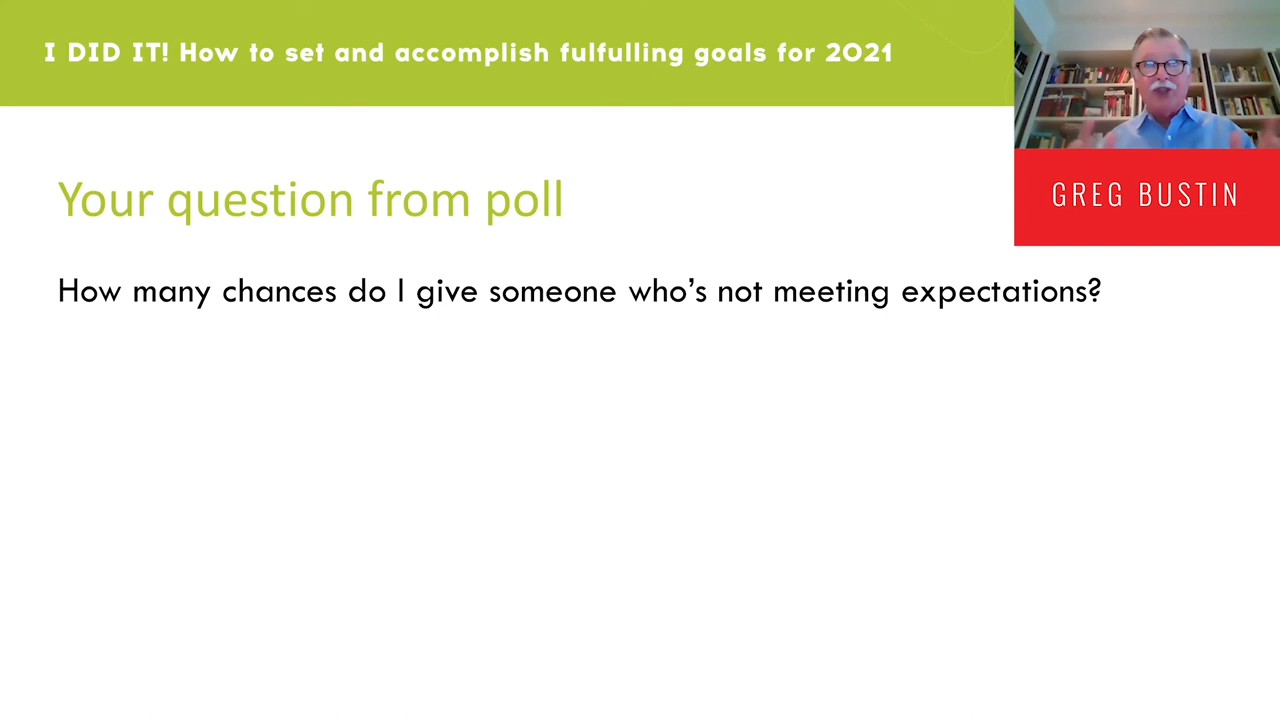 I DID IT! How to set and accomplish fulfulling goals for 2021
GREG BUSTIN
Your question from poll
How many chances do I give someone who's not meeting expectations?